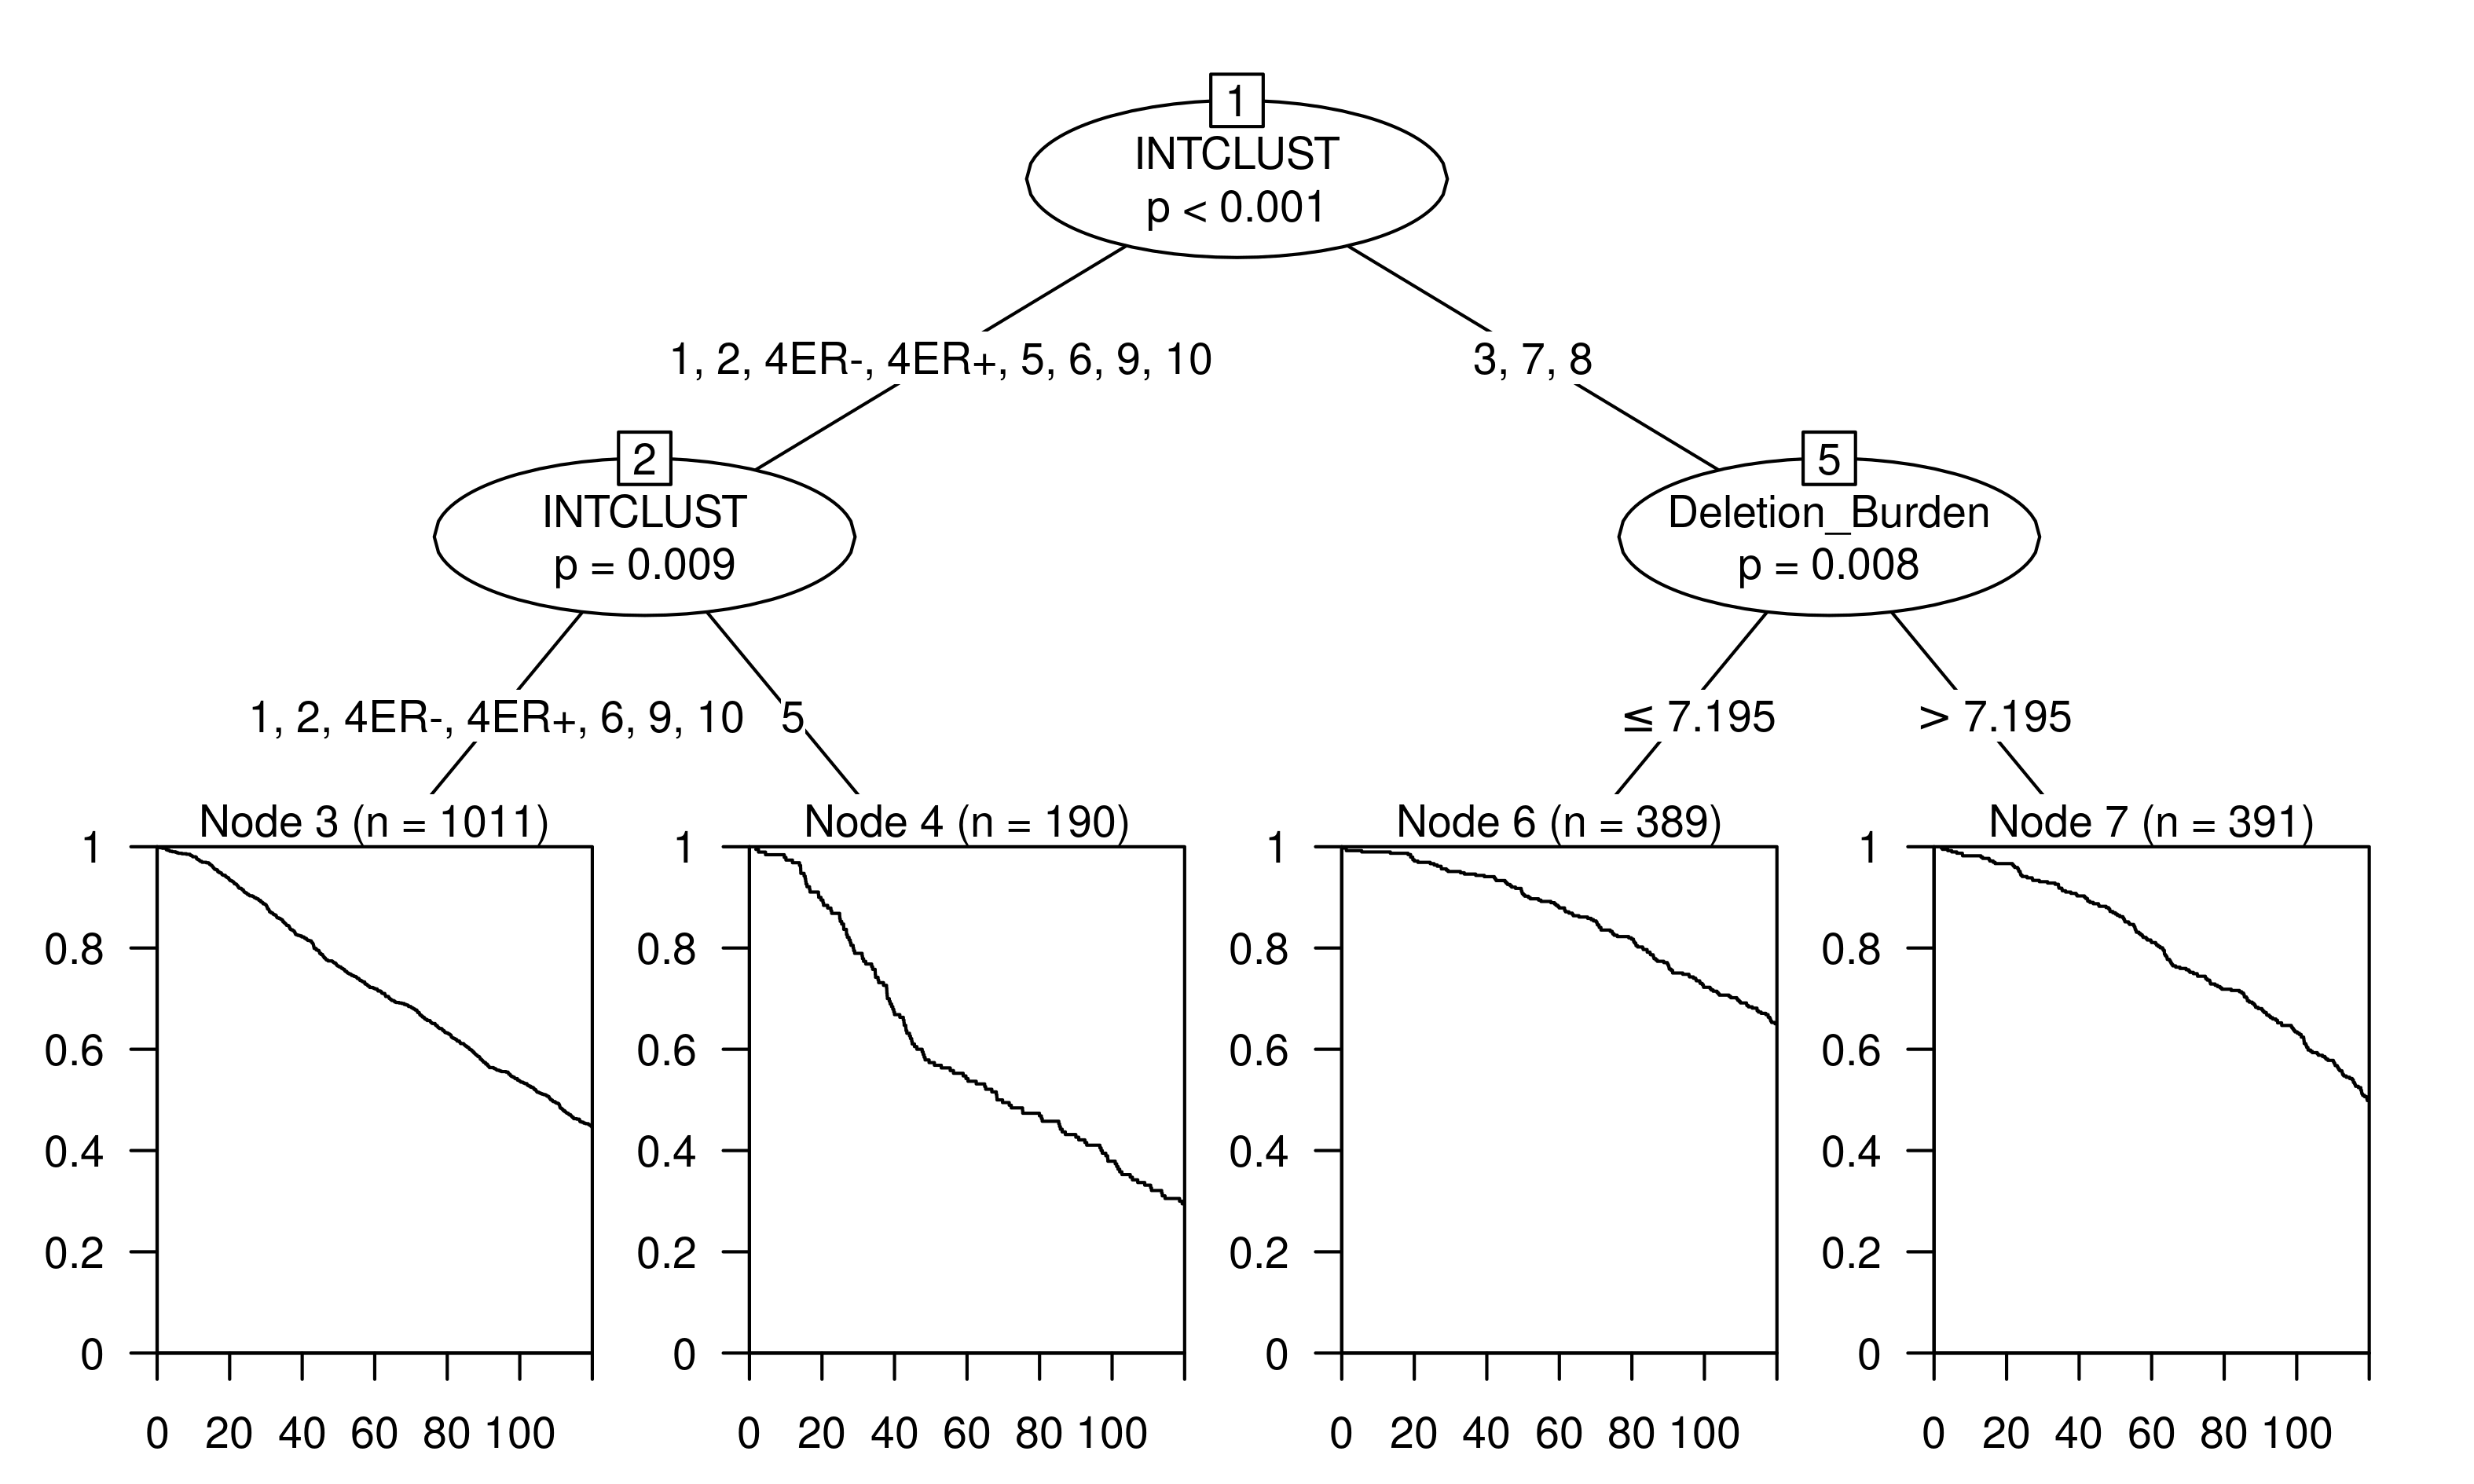 1
INTCLUST
p < 0.001
1, 2, 4ER-, 4ER+, 5, 6, 9, 10
3, 7, 8
2
INTCLUST
p = 0.009
5
Deletion_Burden
p = 0.008
1, 2, 4ER-, 4ER+, 6, 9, 10
5
≤ 7.195
> 7.195
Node 3 (n = 1011)
1
0.8
0.6
0.4
0.2
0
0 20 40 60 80 100
Node 4 (n = 190)
1
0.8
0.6
0.4
0.2
0
0 20 40 60 80 100
Node 6 (n = 389)
1
0.8
0.6
0.4
0.2
0
0 20 40 60 80 100
Node 7 (n = 391)
1
0.8
0.6
0.4
0.2
0
0 20 40 60 80 100